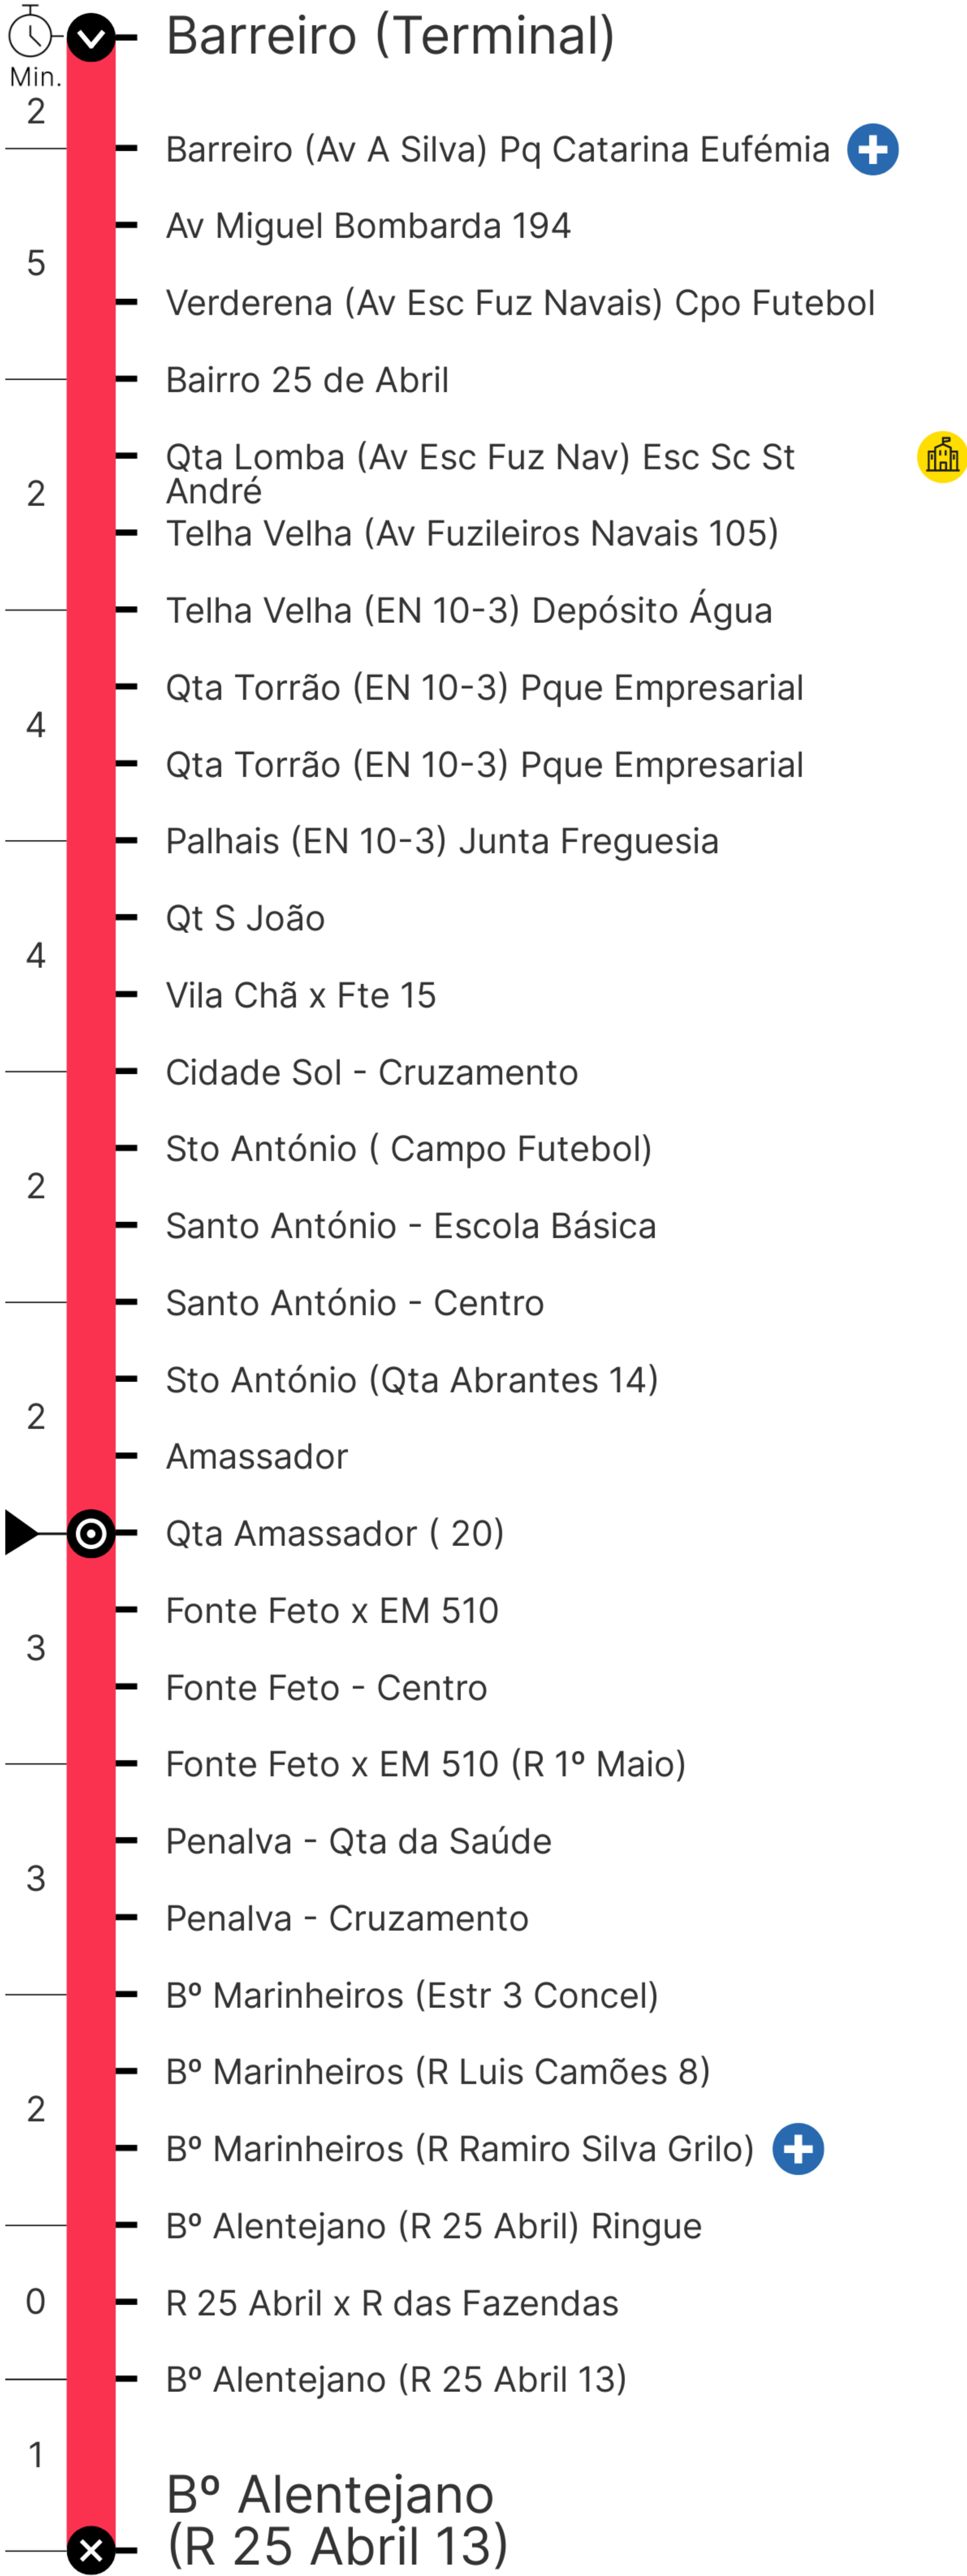 Barreiro (Terminal)
Min.
2
Barreiro (Av A Silva) Pq Catarina Eufémia
Av Miguel Bombarda 194
5
Verderena (Av Esc Fuz Navais) Cpo Futebol
Bairro 25 de Abril
Qta Lomba (Av Esc Fuz Nav) Esc Sc St
André
2
Telha Velha (Av Fuzileiros Navais 105)
Telha Velha (EN 10-3) Depósito Água
Qta Torrão (EN 10-3) Pque Empresarial
4
Qta Torrão (EN 10-3) Pque Empresarial
Palhais (EN 10-3) Junta Freguesia
Qt S João
4
Vila Chã x Fte 15
Cidade Sol - Cruzamento
Sto António ( Campo Futebol)
2
Santo António - Escola Básica
Santo António - Centro
Sto António (Qta Abrantes 14)
2
Amassador
Qta Amassador ( 20)
Fonte Feto x EM 510
3
Fonte Feto - Centro
Fonte Feto x EM 510 (R 1º Maio)
Penalva - Qta da Saúde
3
Penalva - Cruzamento
Bº Marinheiros (Estr 3 Concel)
Bº Marinheiros (R Luis Camões 8)
2
Bº Marinheiros (R Ramiro Silva Grilo)
Bº Alentejano (R 25 Abril) Ringue
0
R 25 Abril x R das Fazendas
Bº Alentejano (R 25 Abril 13)
1
Bº Alentejano
(R 25 Abril 13)